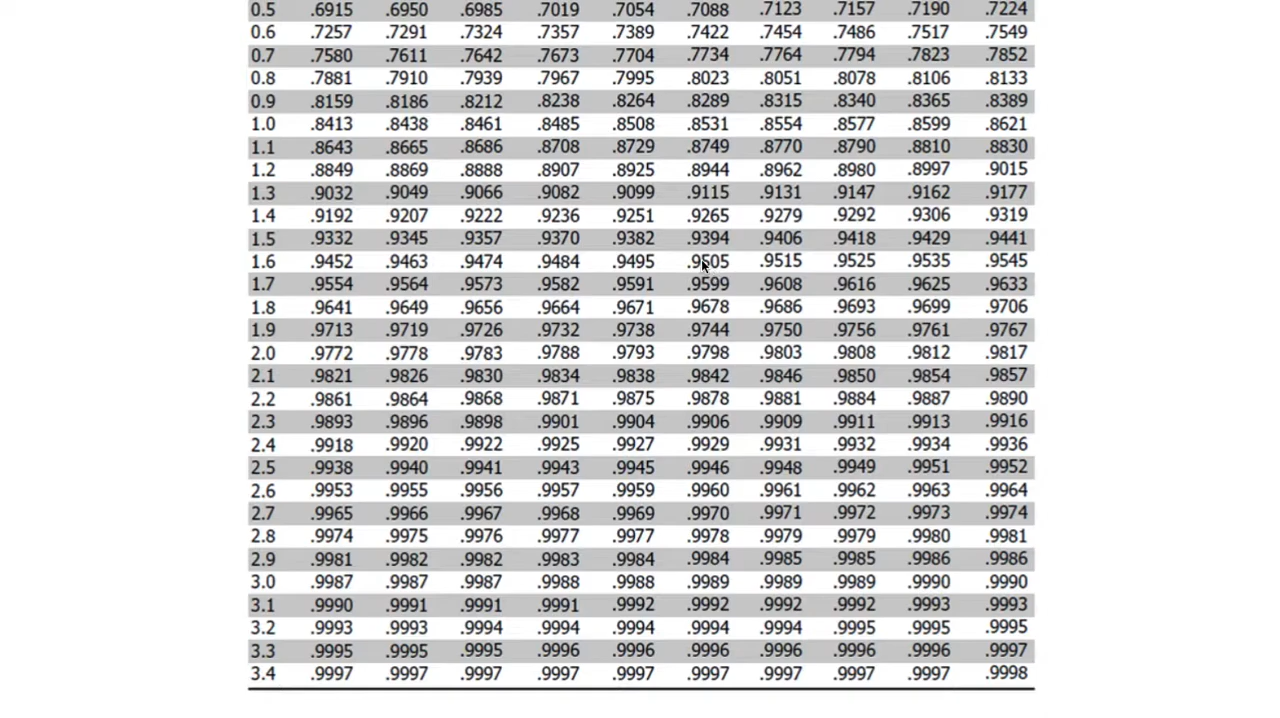 0.5 .6915 .6950 .6985 .7019 .7054 .7088 .7123 .7157 .7190 .7224
0.6 .7257 .7291 .7324 .7357 .7389 .7422 .7454 .7486 .7517 .7549
0.7 .7580 .7611 .7642 .7673 .7704 .7734 .7764 .7794 .7823 .7852
0.8 .7881 .7910 .7939 .7967 .7995 .8023 .8051 .8078 .8106 .8133
0.9 .8159 .8186 .8212 .8238 .8264 .8289 .8315 .8340 .8365 .8389
1.0 .8413 .8438 .8461 .8485 .8508 .8531 .8554 .8577 .8599 .8621
1.1 .8643 .8665 .8686 .8708 .8729 .8749 .8770 .8790 .8810 .8830
1.2 .8849 .8869 .8888 .8907 .8925 .8944 .8962 .8980 .8997 .9015
1.3 .9032 .9049 .9066 .9082 .9099 .9115 .9131 .9147 .9162 .9177
1.4 .9192 .9207 .9222 .9236 .9251 .9265 .9279 .9292 .9306 .9319
1.5 .9332 .9345 .9357 .9370 .9382 .9394 .9406 .9418 .9429 .9441
1.6 .9452 .9463 .9474 .9484 .9495 .9505 .9515 .9525 .9535 .9545
1.7 .9554 .9564 .9573 .9582 .9591 .9599 .9608 .9616 .9625 .9633
1.8 .9641 .9649 .9656 .9664 .9671 .9678 .9686 .9693 .9699 .9706
1.9 .9713 .9719 .9726 .9732 .9738 .9744 .9750 .9756 .9761 .9767
2.0 .9772 .9778 .9783 .9788 .9793 .9798 .9803 .9808 .9812 .9817
2.1 .9821 .9826 .9830 .9834 .9838 .9842 .9846 .9850 .9854 .9857
2.2 .9861 .9864 .9868 .9871 .9875 .9878 .9881 .9884 .9887 .9890
2.3 .9893 .9896 .9898 .9901 .9904 .9906 .9909 .9911 .9913 .9916
2.4 .9918 .9920 .9922 .9925 .9927 .9929 .9931 .9932 .9934 .9936
2.5 .9938 .9940 .9941 .9943 .9945 .9946 .9948 .9949 .9951 .9952
2.6 .9953 .9955 .9956 .9957 .9959 .9960 .9961 .9962 .9963 .9964
2.7 .9965 .9966 .9967 .9968 .9969 .9970 .9971 .9972 .9973 .9974
2.8 .9974 .9975 .9976 .9977 .9977 .9978 .9979 .9979 .9980 .9981
2.9 .9981 .9982 .9982 .9983 .9984 .9984 .9985 .9985 .9986 .9986
3.0 .9987 .9987 .9987 .9988 .9988 .9989 .9989 .9989 .9990 .9990
3.1 .9990 .9991 .9991 .9991 .9992 .9992 .9992 .9992 .9993 .9993
3.2 .9993 .9993 .9994 .9994 .9994 .9994 .9994 .9995 .9995 .9995
3.3 .9995 .9995 .9995 .9996 .9996 .9996 .9996 .9996 .9996 .9997
3.4 .9997 .9997 .9997 .9997 .9997 .9997 .9997 .9997 .9997 .9998